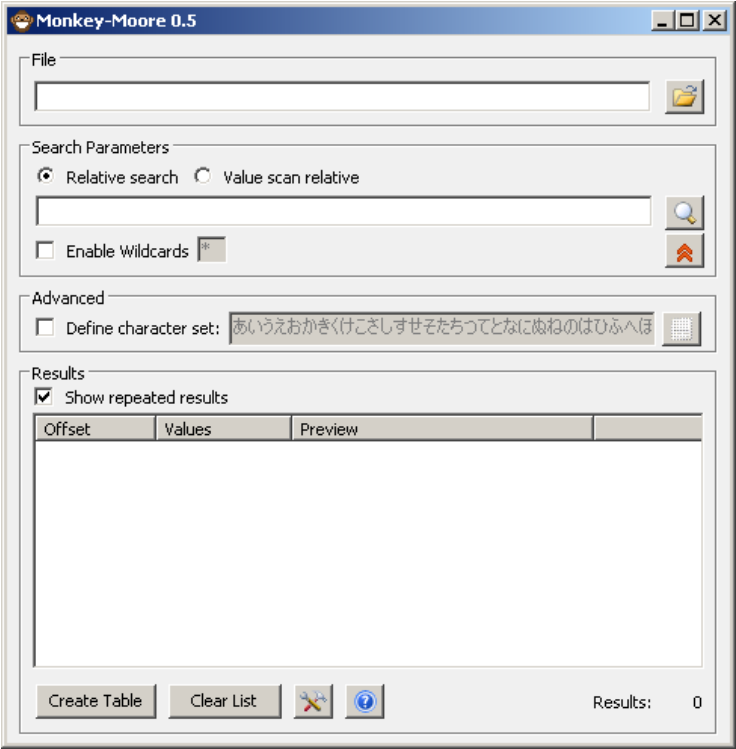 Monkey-Moore 0.5
File
Search Parameters
Relative search Value scan relative
Enable Wildcards *
Advanced
Define character set: あいうえおかきくけこさしすせそたちつてとなにぬねのはひふへほ
Results
Show repeated results
Offset Values Preview
Create Table Clear List Results: 0